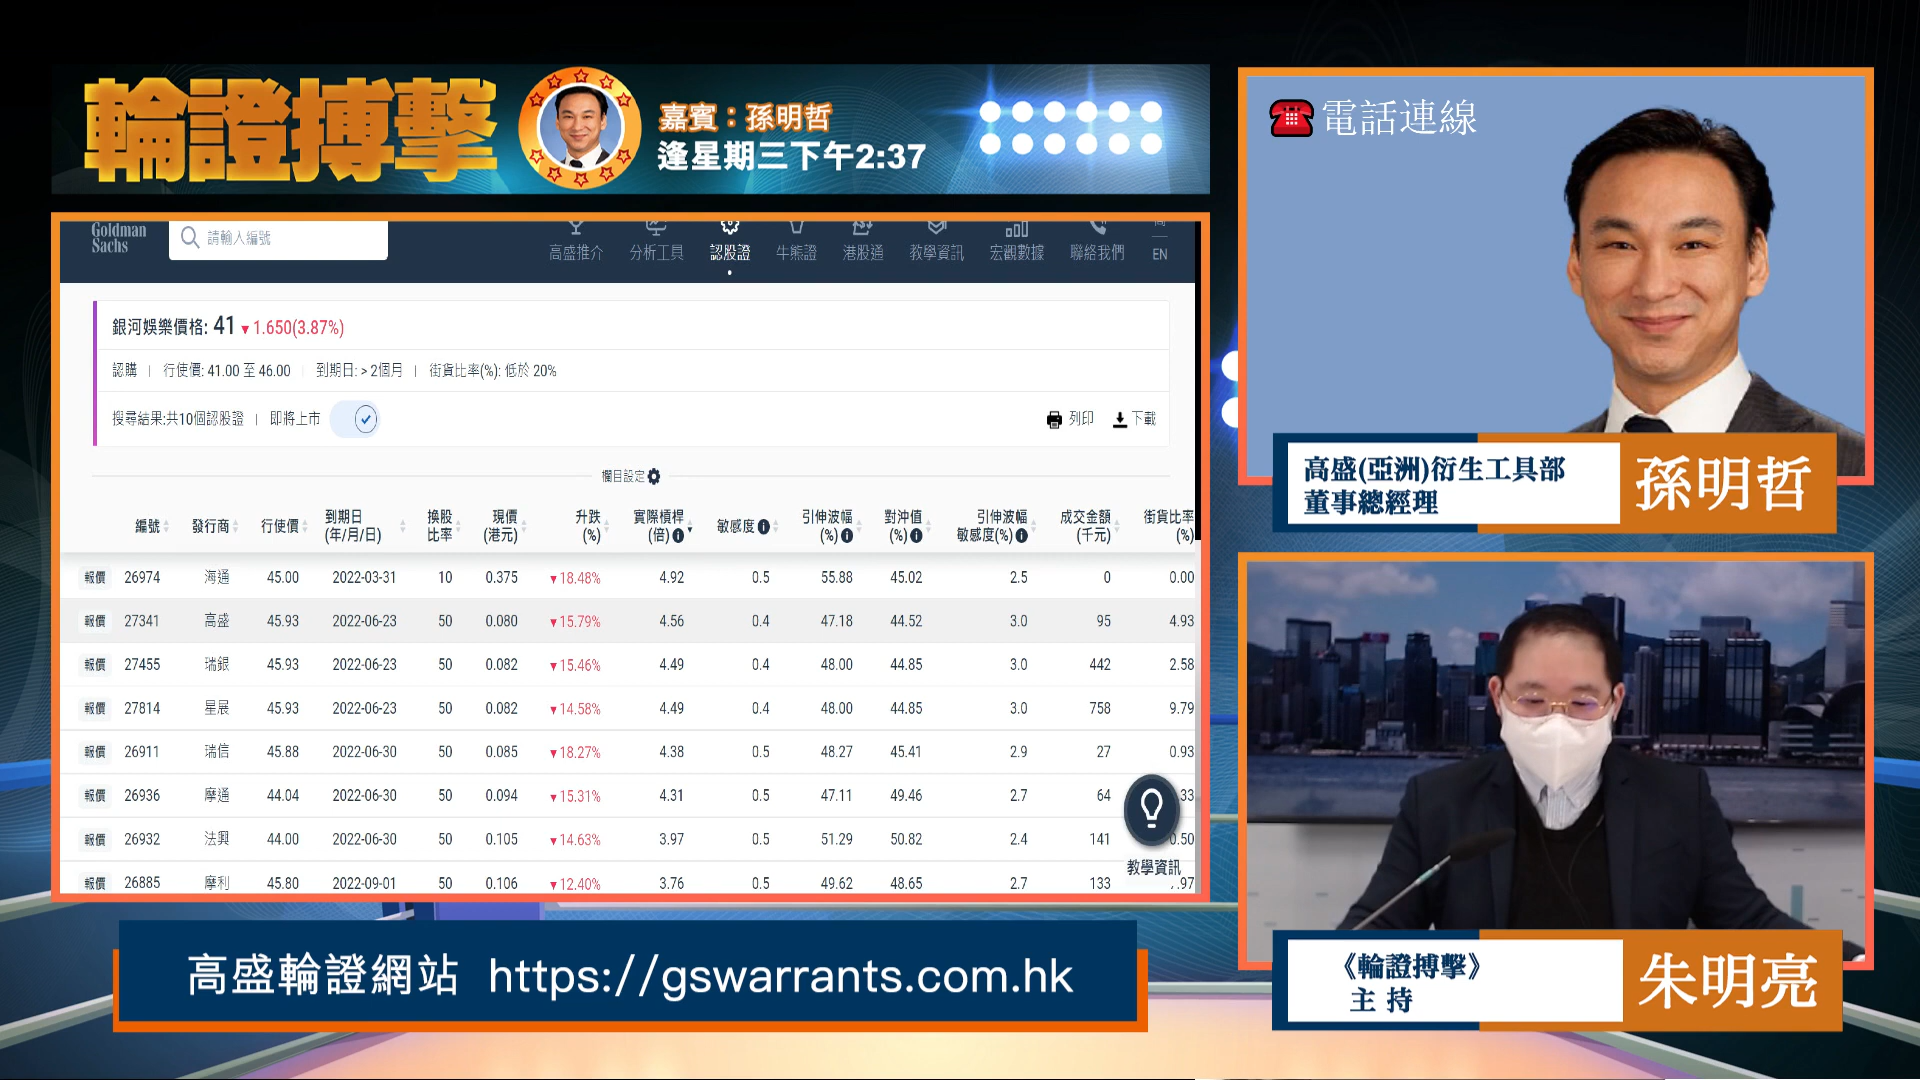 輪證搏擊
嘉賓：孫明哲
逢星期三下午2:37
電話連線
Goldman
Sachs
請輸入編號
高盛推介 分析工具 認股證 牛熊證 港股通 教學資訊 宏觀數據 聯絡我們 EN
銀河娛樂價格: 41 ▼1.650(3.87%)
認購 | 行使價: 41.00 至 46.00 到期日: > 2個月 | 街貨比率(%): 低於 20%
搜尋結果:共10個認股證 | 即將上市 列印 下載
欄目設定
編號 發行商 行使價 到期日 (年/月/日) 換股比率 現價 (港元) 升跌 (%) 實際槓桿 (倍) 敏感度 引伸波幅 (%) 對沖值 (%) 引伸波幅敏感度(%) 成交金額 (千元) 街貨比率 (%)
報價 26974 海通 45.00 2022-03-31 10 0.375 ▼18.48% 4.92 0.5 55.88 45.02 2.5 0 0.00
報價 27341 高盛 45.93 2022-06-23 50 0.080 ▼15.79% 4.56 0.4 47.18 44.52 3.0 95 4.93
報價 27455 瑞銀 45.93 2022-06-23 50 0.082 ▼15.46% 4.49 0.4 48.00 44.85 3.0 442 2.58
報價 27814 星展 45.93 2022-06-23 50 0.082 ▼14.58% 4.49 0.4 48.00 44.85 3.0 758 9.79
報價 26911 瑞信 45.88 2022-06-30 50 0.085 ▼18.27% 4.38 0.5 48.27 45.41 2.9 27 0.93
報價 26936 摩通 44.04 2022-06-30 50 0.094 ▼15.31% 4.31 0.5 47.11 49.46 2.7 64 33
報價 26932 法興 44.00 2022-06-30 50 0.105 ▼14.63% 3.97 0.5 51.29 50.82 2.4 141 0.50
報價 26885 摩利 45.80 2022-09-01 50 0.106 ▼12.40% 3.76 0.5 49.62 48.65 2.7 133 .97
教學資訊
高盛輪證網站 https://gswarrants.com.hk
高盛(亞洲)衍生工具部
董事總經理
孫明哲
《輪證搏擊》
主 持
朱明亮